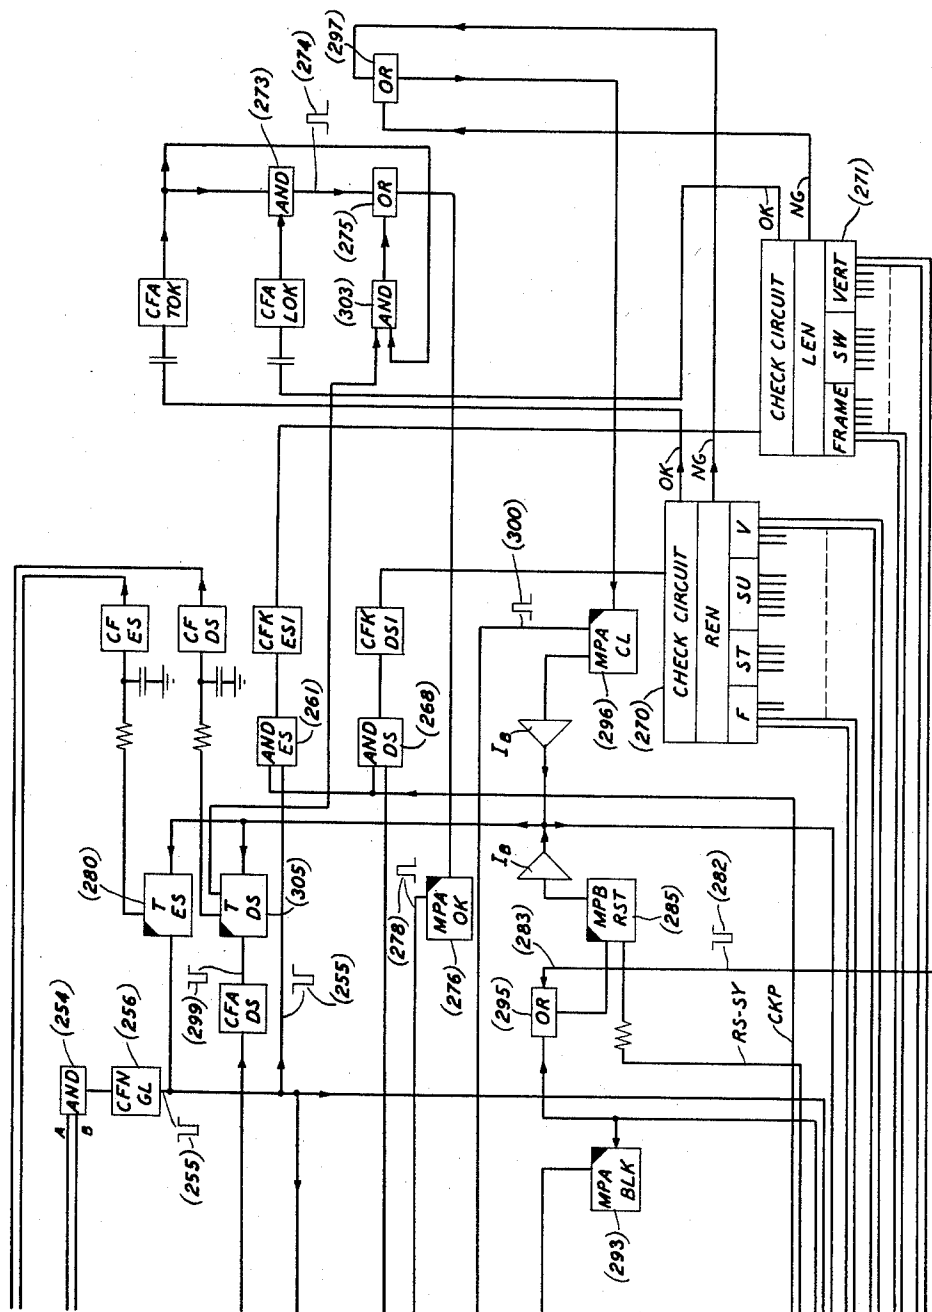 (297)
OR
(274)
(273)
AND
OR
(275)
CFA
TOK
CFA
LOK
(303)
AND
OK
NG
(271)
CHECK CIRCUIT
LEN
FRAME
SW
VERT
OK
NG
(300)
CF
ES
CF
DS
CFK
ES1
CFK
DS1
(261)
AND
ES
(268)
AND
DS
MPA
CL
(296)
(270)
CHECK CIRCUIT
REN
F
ST
SU
V
IB
IB
(280)
T
ES
T
DS
(305)
(299)
CFA
DS
(255)
(278)
MPA
OK
(276)
MPB
RST
(285)
(282)
(283)
(295)
OR
RS-SY
CKP
(254)
AND
A
B
(256)
CFN
GL
(255)
MPA
BLK
(293)